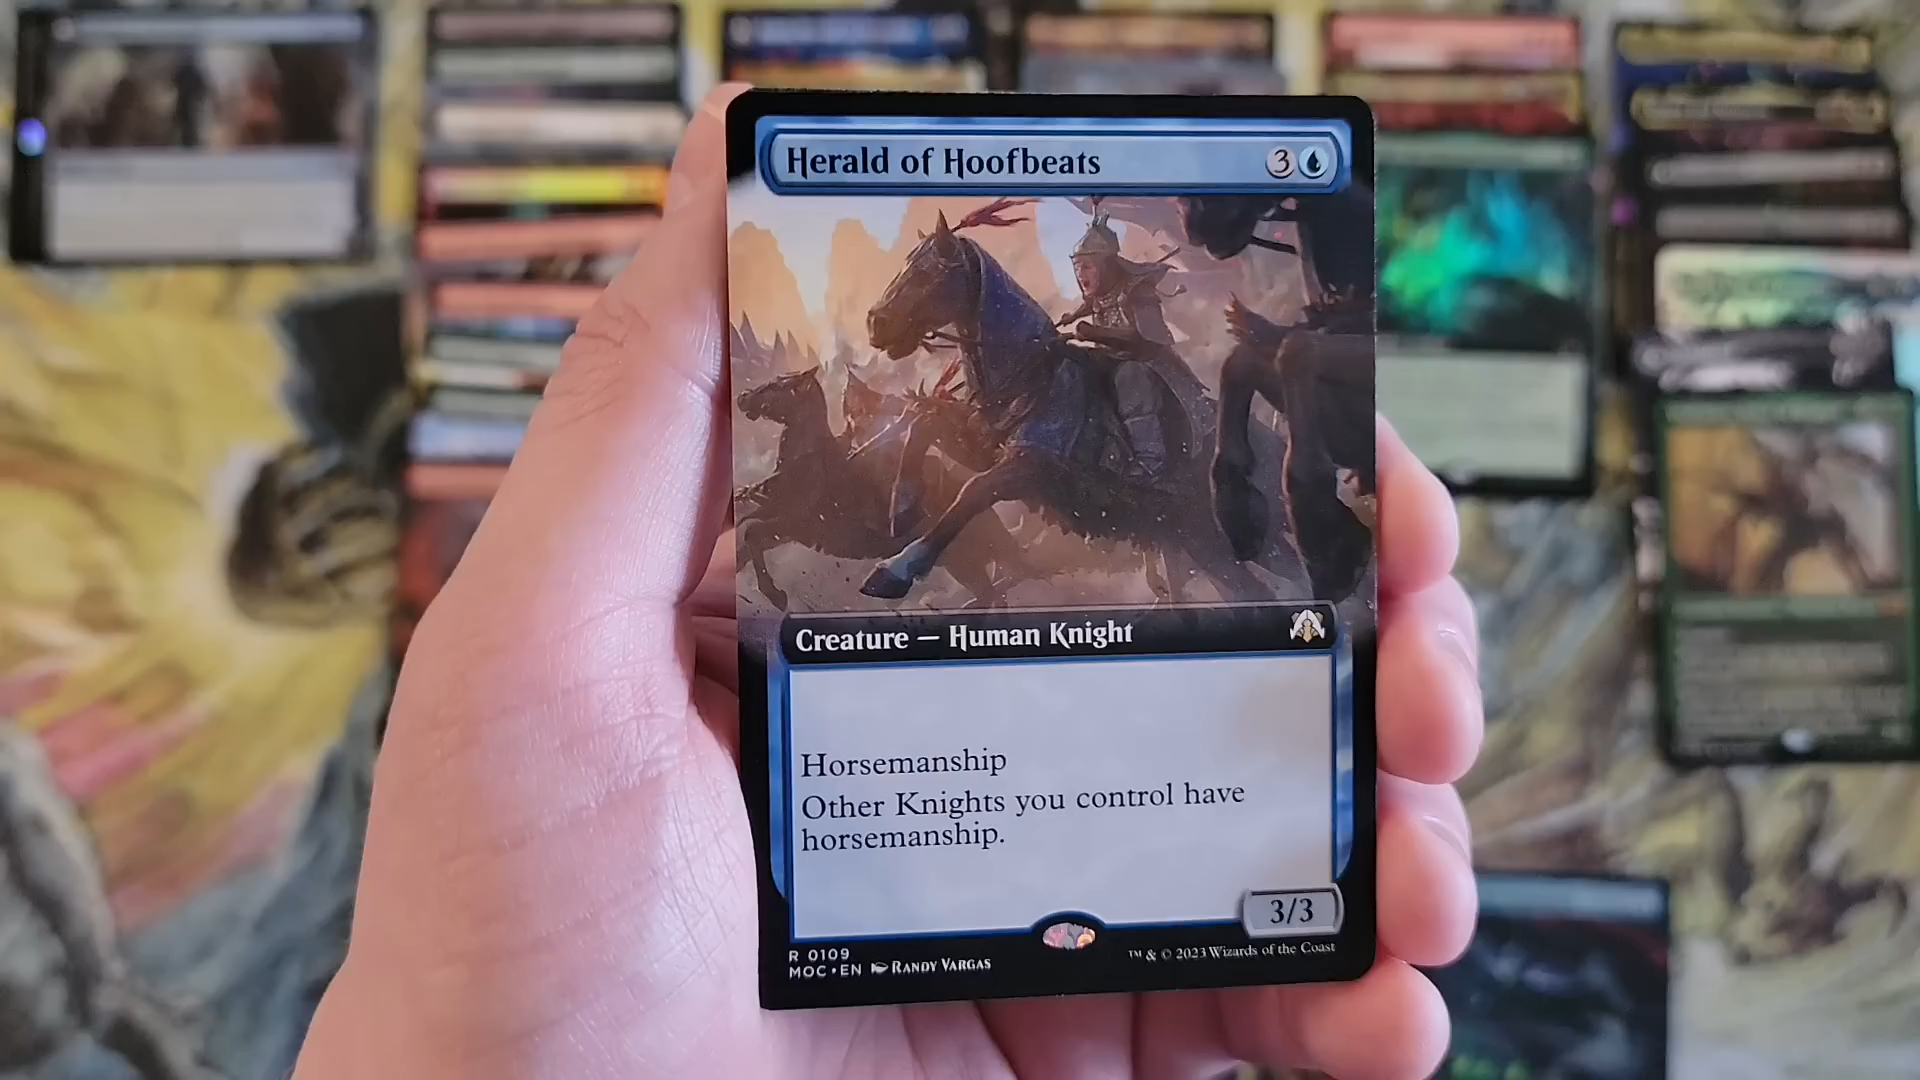 Herald of Hoofbeats 3
Creature — Human Knight
Horsemanship
Other Knights you control have
horsemanship.
3/3
R 0109
MOC • EN RANDY VARGAS
™ & © 2023 Wizards of the Coast